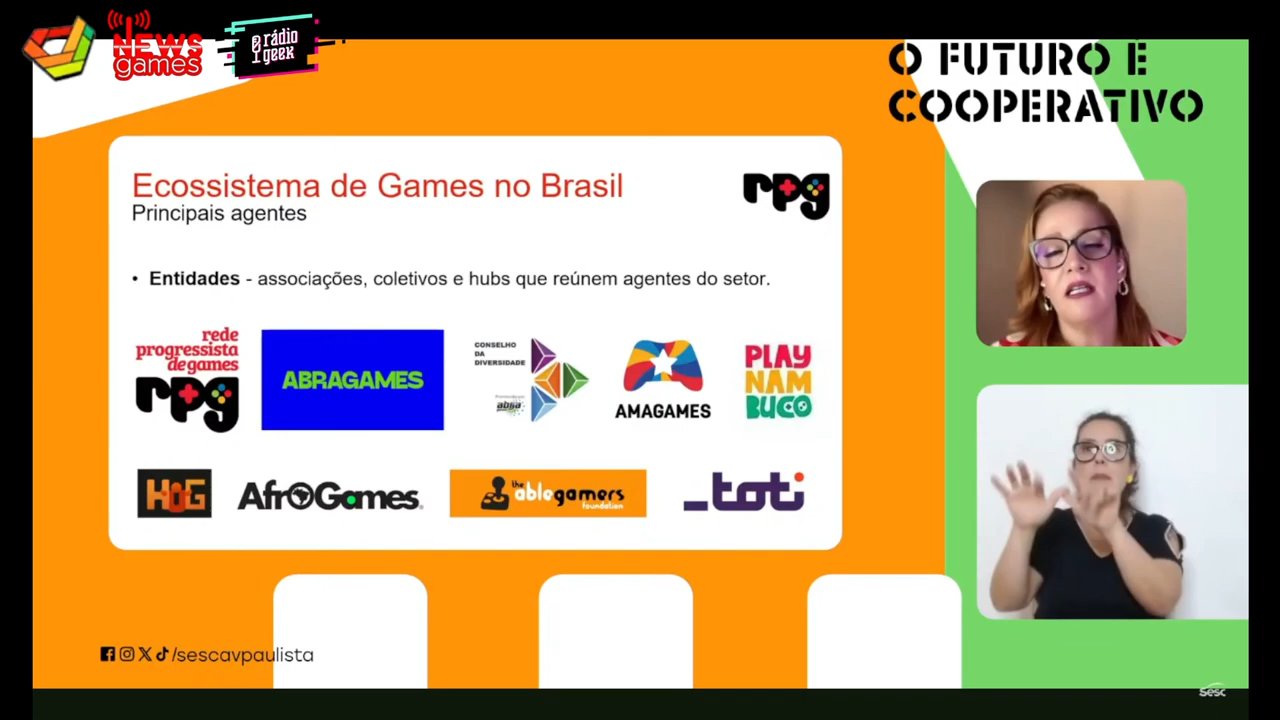 NEWS
games
rádio
geek
O FUTURO É
COOPERATIVO
Ecossistema de Games no Brasil
Principais agentes
rpg
• Entidades - associações, coletivos e hubs que reúnem agentes do setor.
rede
progressista
de games
rpg
ABRAGAMES
CONSELHO
DA
DIVERSIDADE
AMAGAMES
PLAY
NAM
BUCO
HUG
AFROGAMES
the
ablegamers
foundation
_toti
/sescavpaulista
Sesc